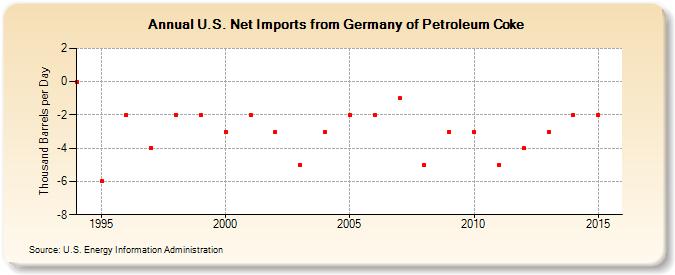 Annual U.S. Net Imports from Germany of Petroleum Coke
Thousand Barrels per Day
2
0
-2
-4
-6
-8
1995 2000 2005 2010 2015
Source: U.S. Energy Information Administration